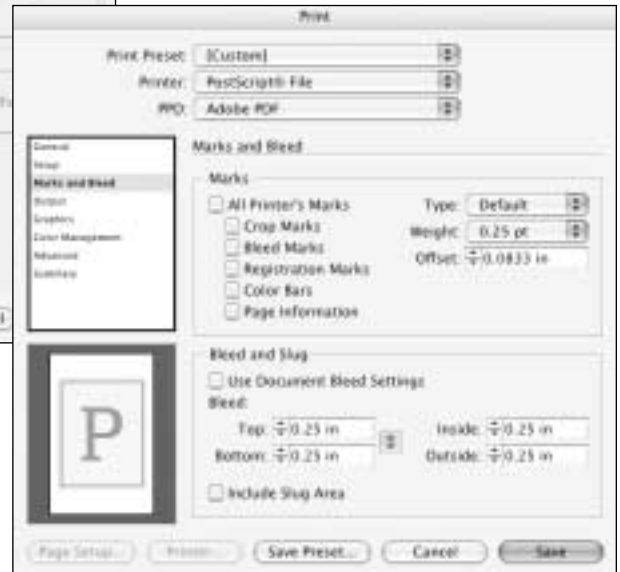 Print
Print Preset: [Custom]
Printer: PostScript® File
PPD: Adobe PDF
General
Setup
Marks and Bleed
Output
Graphics
Color Management
Advanced
Summary
Marks and Bleed
Marks
All Printer's Marks
Crop Marks
Bleed Marks
Registration Marks
Color Bars
Page Information
Type: Default
Weight: 0.25 pt
Offset: 0.0833 in
P
Bleed and Slug
Use Document Bleed Settings
Bleed:
Top: 0.25 in Inside: 0.25 in
Bottom: 0.25 in Outside: 0.25 in
Include Slug Area
Page Setup... Printer... Save Preset... Cancel Save